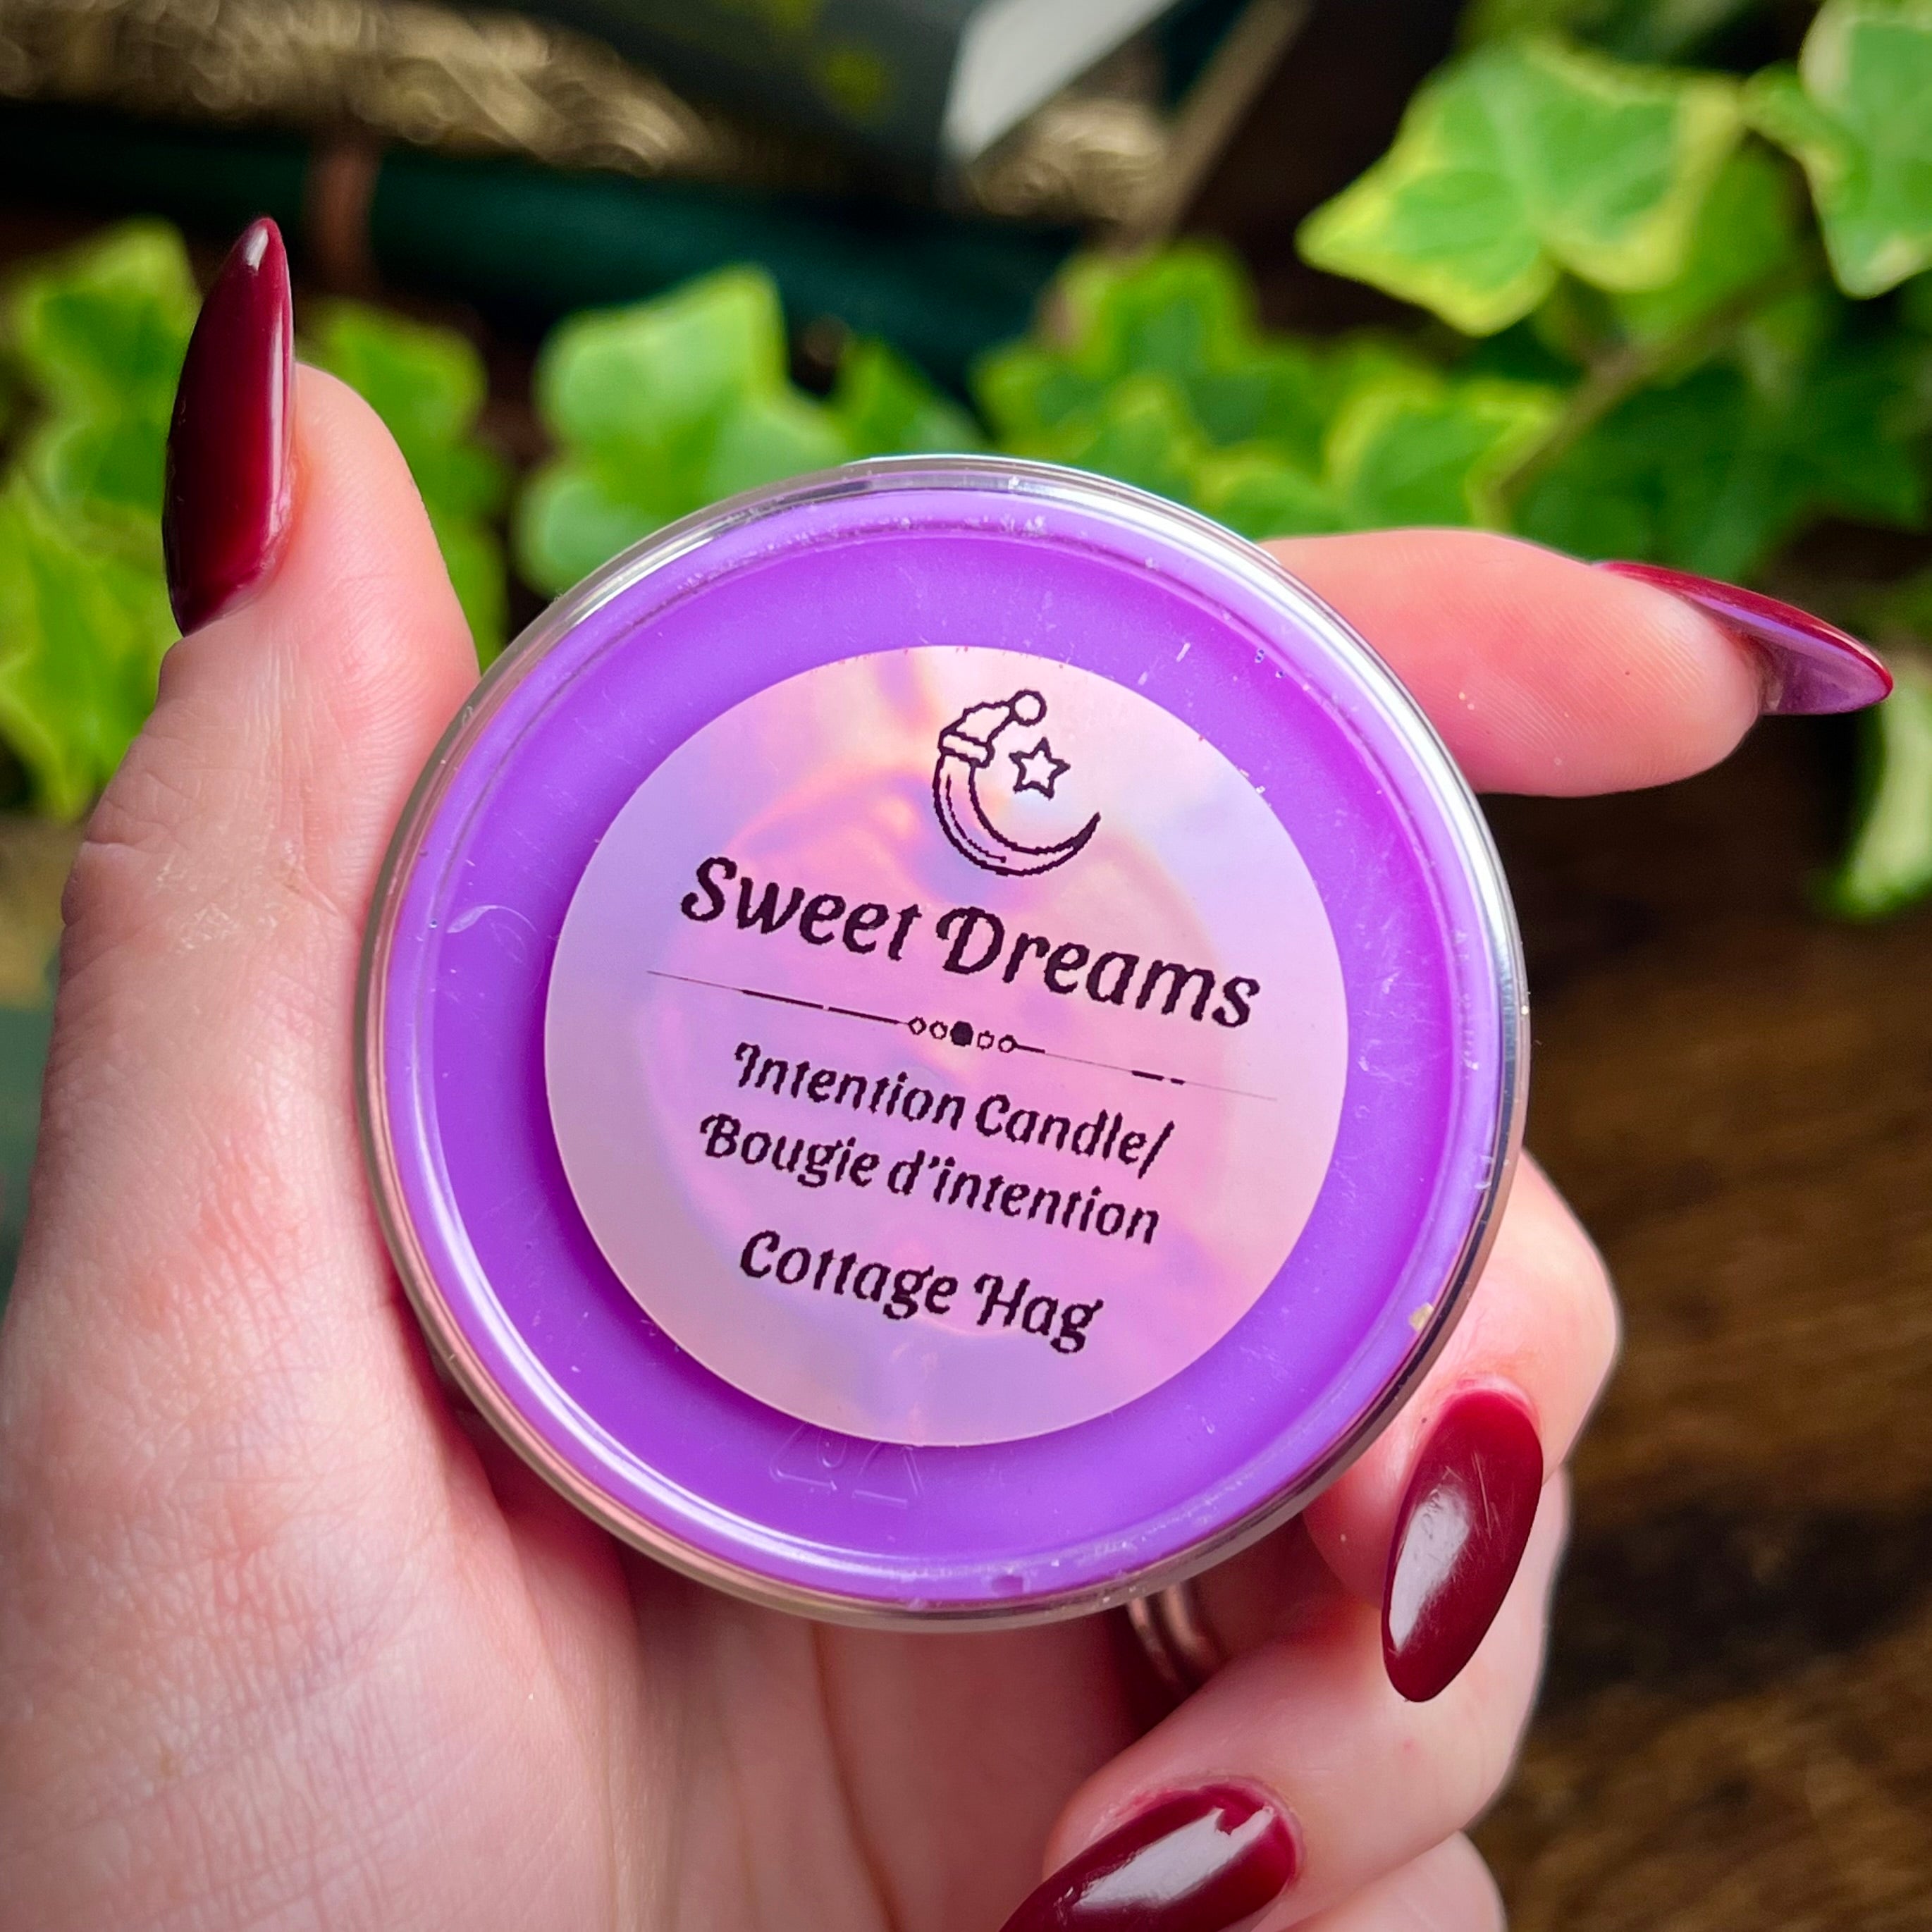 Sweet Dreams
Intention Candle/
Bougie d'intention
Cottage Hag